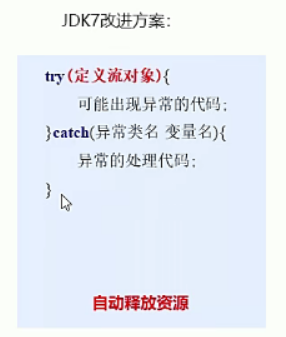 JDK7改进方案：
try(定义流对象){
可能出现异常的代码;
}catch(异常类名 变量名){
异常的处理代码;
}
自动释放资源